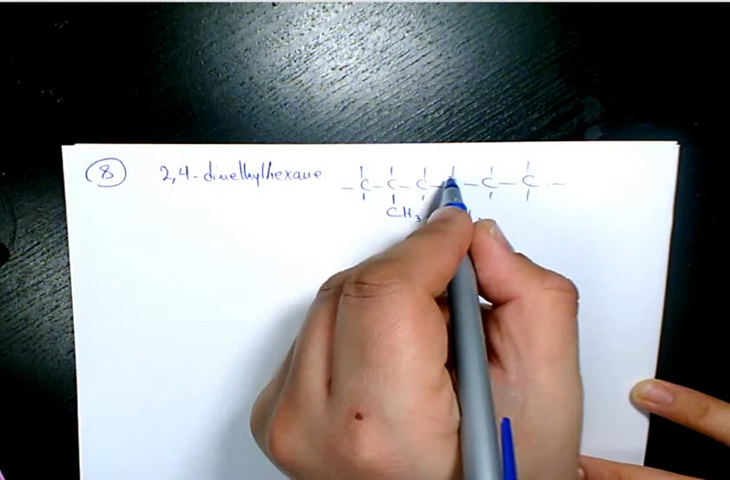 ⑧ 2,4-dimethylhexane. -C-C-C- -C-C-
CH₃